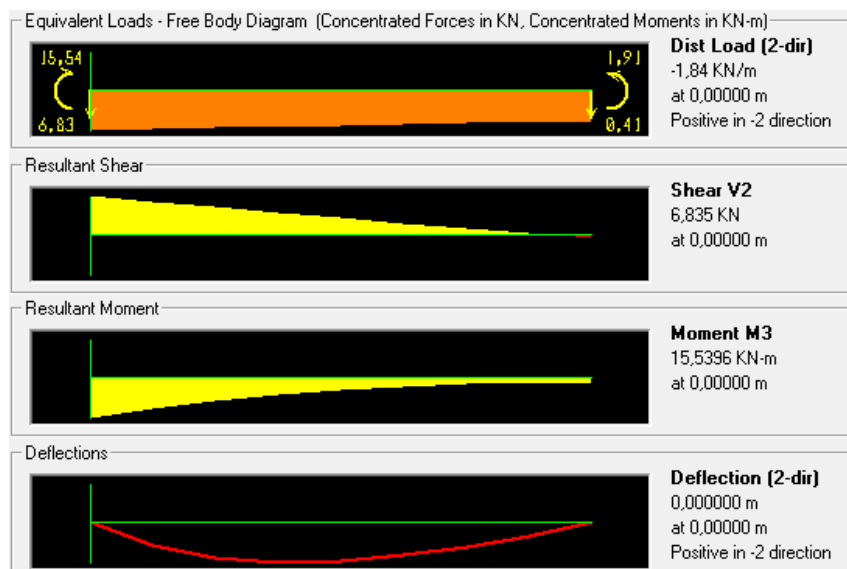 Equivalent Loads - Free Body Diagram (Concentrated Forces in KN, Concentrated Moments in KN-m)
15,54
1,91
6,83
0,41
Dist Load (2-dir)
-1,84 KN/m
at 0,00000 m
Positive in -2 direction
Resultant Shear
Shear V2
6,835 KN
at 0,00000 m
Resultant Moment
Moment M3
15,5396 KN-m
at 0,00000 m
Deflections
Deflection (2-dir)
0,000000 m
at 0,00000 m
Positive in -2 direction